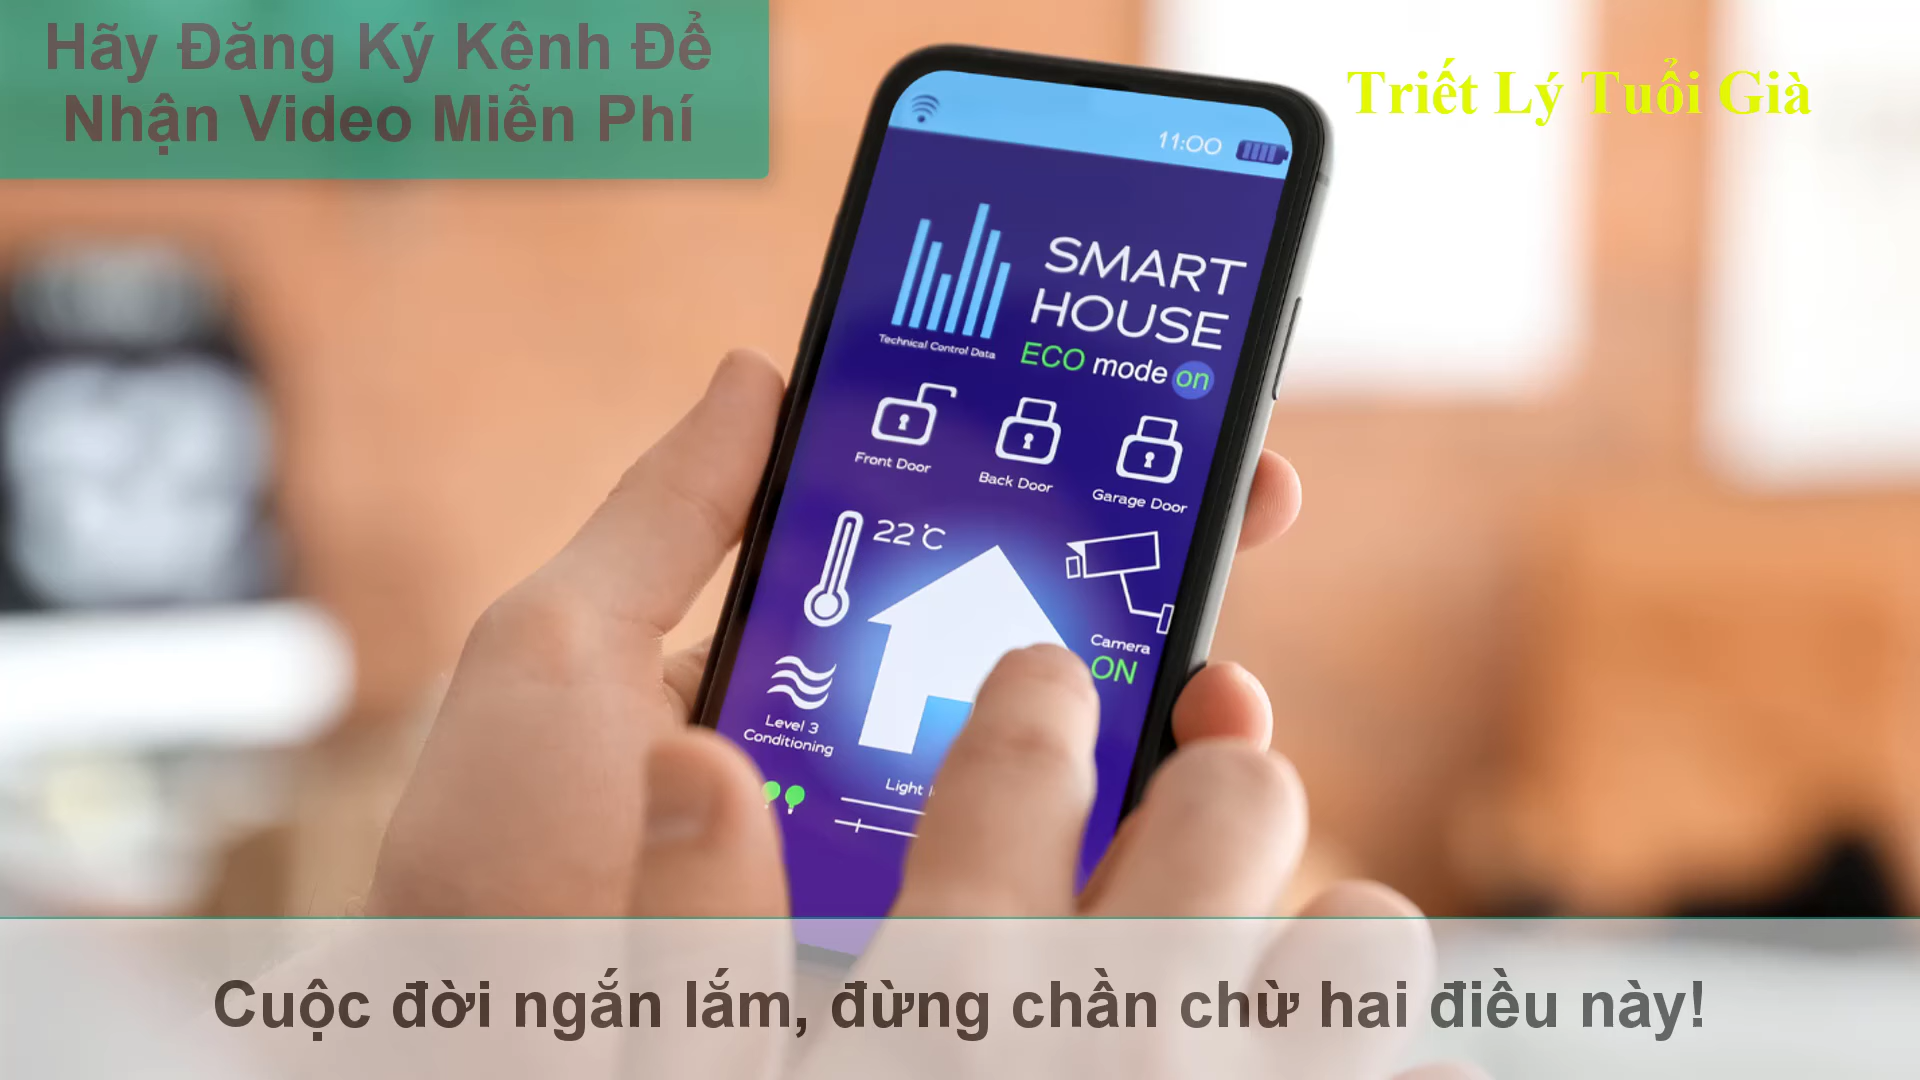 Hãy Đăng Ký Kênh Để
Nhận Video Miễn Phí
Triết Lý Tuổi Già
11:00
SMART
HOUSE
ECO mode on
Technical Control Data
Front Door
Back Door
Garage Door
22°C
Camera
ON
Level 3
Conditioning
Light
Cuộc đời ngắn lắm, đừng chần chừ hai điều này!